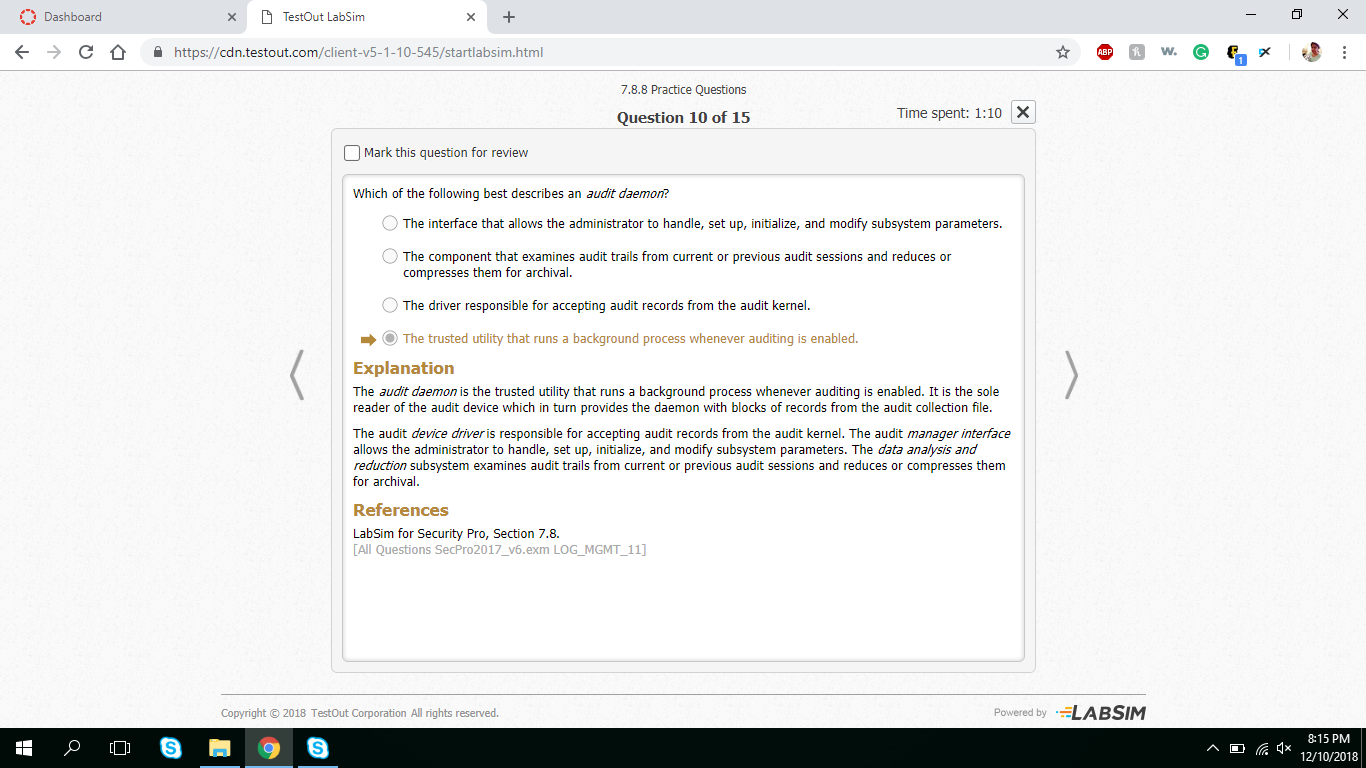 Dashboard
TestOut LabSim
https://cdn.testout.com/client-v5-1-10-545/startlabsim.html
ABP
w.
1
7.8.8 Practice Questions
Question 10 of 15
Time spent: 1:10
Mark this question for review
Which of the following best describes an audit daemon?
The interface that allows the administrator to handle, set up, initialize, and modify subsystem parameters.
The component that examines audit trails from current or previous audit sessions and reduces or
compresses them for archival.
The driver responsible for accepting audit records from the audit kernel.
The trusted utility that runs a background process whenever auditing is enabled.
Explanation
The audit daemon is the trusted utility that runs a background process whenever auditing is enabled. It is the sole
reader of the audit device which in turn provides the daemon with blocks of records from the audit collection file.
The audit device driver is responsible for accepting audit records from the audit kernel. The audit manager interface
allows the administrator to handle, set up, initialize, and modify subsystem parameters. The data analysis and
reduction subsystem examines audit trails from current or previous audit sessions and reduces or compresses them
for archival.
References
LabSim for Security Pro, Section 7.8.
[All Questions SecPro2017_v6.exm LOG_MGMT_11]
Copyright © 2018 TestOut Corporation All rights reserved.
Powered by LABSIM
8:15 PM
12/10/2018